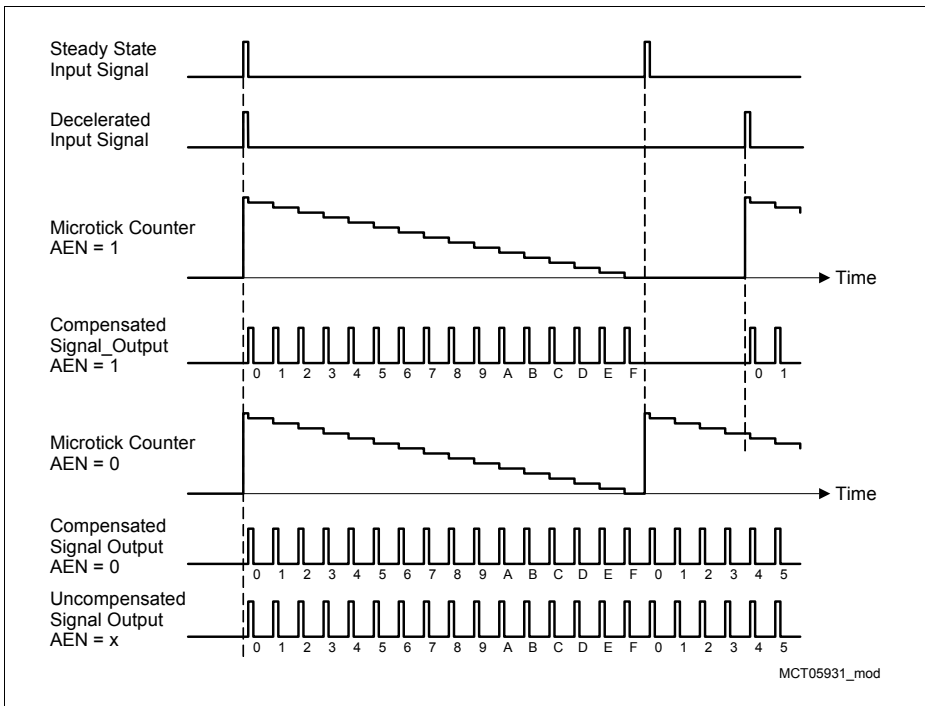 Steady State
Input Signal
Decelerated
Input Signal
Microtick Counter
AEN = 1
Time
Compensated
Signal_Output
AEN = 1
0 1 2 3 4 5 6 7 8 9 A B C D E F 0 1
Microtick Counter
AEN = 0
Time
Compensated
Signal Output
AEN = 0
0 1 2 3 4 5 6 7 8 9 A B C D E F 0 1 2 3 4 5
Uncompensated
Signal Output
AEN = x
0 1 2 3 4 5 6 7 8 9 A B C D E F 0 1 2 3 4 5
MCT05931_mod